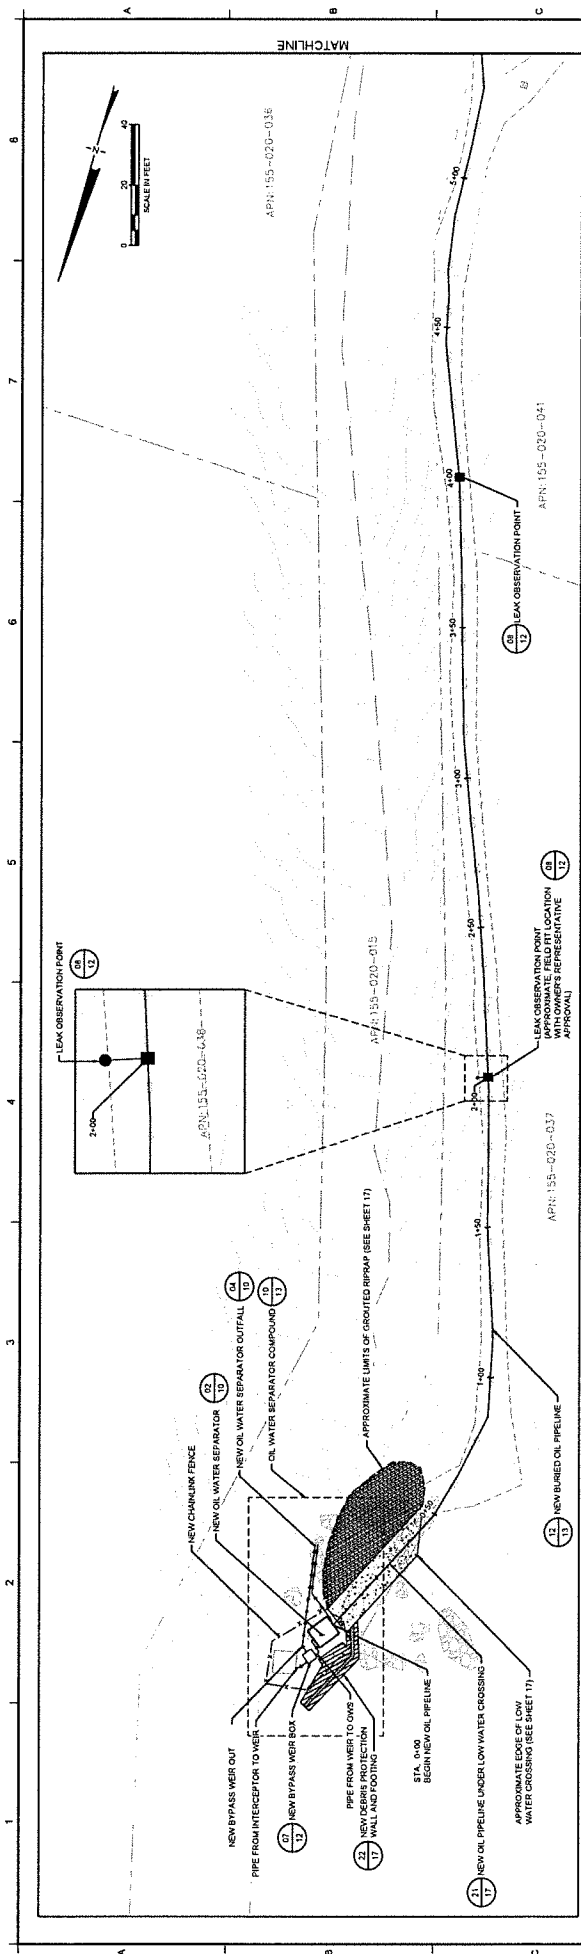 1
2
3
4
5
6
7
8
A
B
C
A
B
C
MATCHLINE
N
0
20
40
SCALE IN FEET
APN:155-020-036
LEAK OBSERVATION POINT
08
12
2+00
APN:155-020-038
APN:155-020-015
NEW CHAINLINK FENCE
02
10
NEW OIL WATER SEPARATOR
04
10
NEW OIL WATER SEPARATOR OUTFALL
10
13
OIL WATER SEPARATOR COMPOUND
APPROXIMATE LIMITS OF GROUTED RIPRAP (SEE SHEET 17)
NEW BYPASS WEIR OUT
PIPE FROM INTERCEPTOR TO WEIR
07
12
NEW BYPASS WEIR BOX
PIPE FROM WEIR TO OWS
22
17
NEW DEBRIS PROTECTION
WALL AND FOOTING
STA. 0+00
BEGIN NEW OIL PIPELINE
21
17
NEW OIL PIPELINE UNDER LOW WATER CROSSING
APPROXIMATE EDGE OF LOW
WATER CROSSING (SEE SHEET 17)
0+50
1+00
1+50
2+00
2+50
3+00
3+50
4+00
4+50
5+00
12
13
NEW BURIED OIL PIPELINE
APN:155-020-037
LEAK OBSERVATION POINT
(APPROXIMATE, FIELD FIT LOCATION
WITH OWNER'S REPRESENTATIVE
APPROVAL)
08
12
08
12
LEAK OBSERVATION POINT
APN:155-020-041